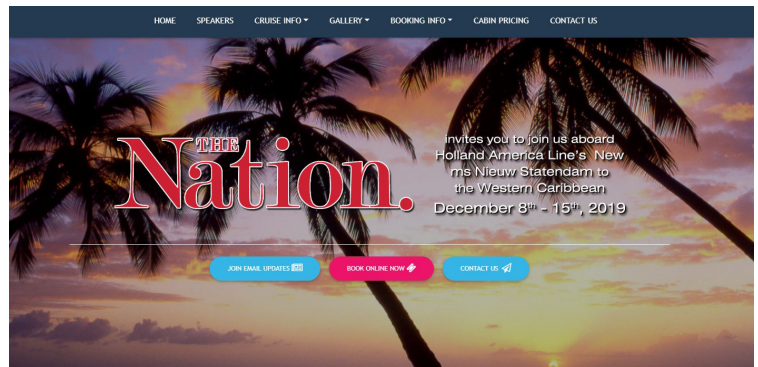 HOME SPEAKERS CRUISE INFO GALLERY BOOKING INFO CABIN PRICING CONTACT US
THE
Nation.
invites you to join us aboard
Holland America Line's New
ms Nieuw Statendam to
the Western Caribbean
December 8th - 15th, 2019
JOIN EMAIL UPDATES BOOK ONLINE NOW CONTACT US